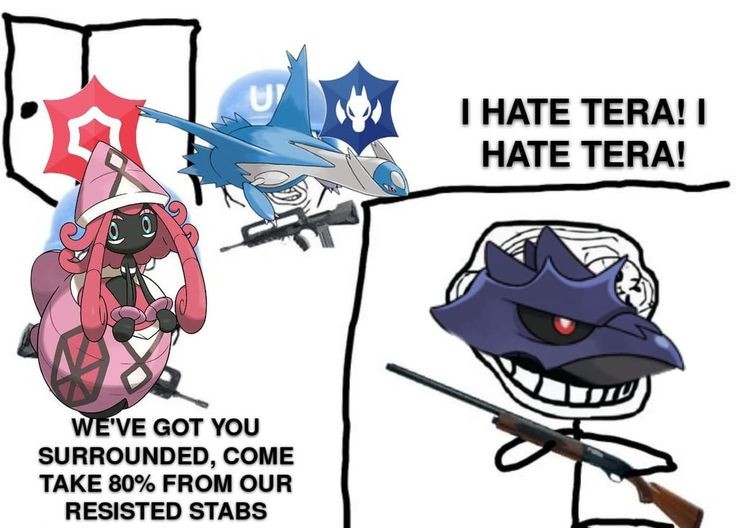 I HATE TERA! I
HATE TERA!
WE'VE GOT YOU
SURROUNDED, COME
TAKE 80% FROM OUR
RESISTED STABS